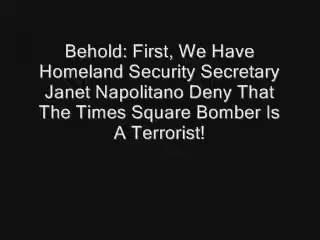 Behold: First, We Have
Homeland Security Secretary
Janet Napolitano Deny That
The Times Square Bomber Is
A Terrorist!